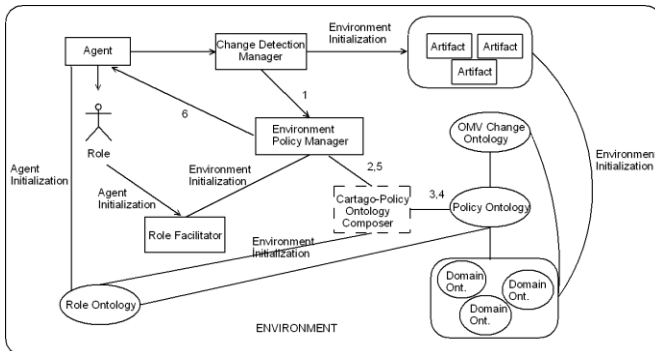 Agent
Change Detection
Manager
Environment
Initialization
Artifact
Artifact
Artifact
1
6
Environment
Policy Manager
OMV Change
Ontology
Role
Agent
Initialization
Environment
Initialization
Agent
Initialization
2,5
Environment
Initialization
Cartago-Policy
Ontology
Composer
3,4
Policy Ontology
Role Facilitator
Environment
Initialization
Domain
Ont.
Domain
Ont.
Domain
Ont.
Role Ontology
ENVIRONMENT